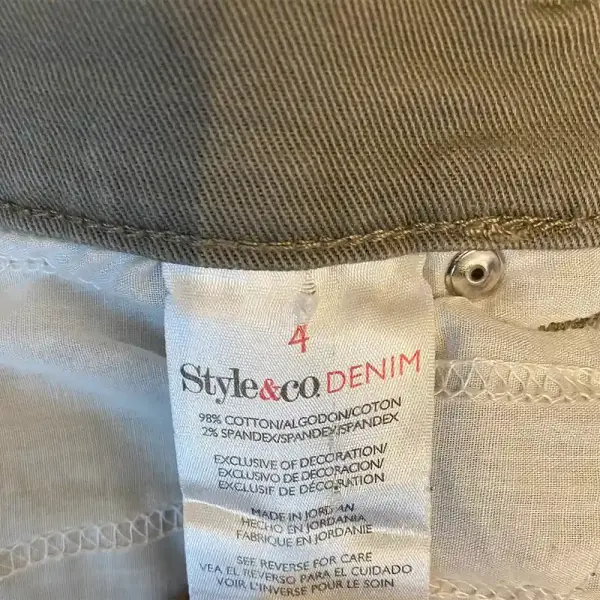 4
Style&co. DENIM
98% COTTON/ALGODON/COTON
2% SPANDEX/SPANDEX/SPANDEX
EXCLUSIVE OF DECORATION/
EXCLUSIVO DE DECORACION/
EXCLUSIF DE DÉCORATION
MADE IN JORDAN
HECHO EN JORDANIA
FABRIQUE EN JORDANIE
SEE REVERSE FOR CARE
VEA EL REVERSO PARA EL CUIDADO
VOIR L'INVERSE POUR LE SOIN